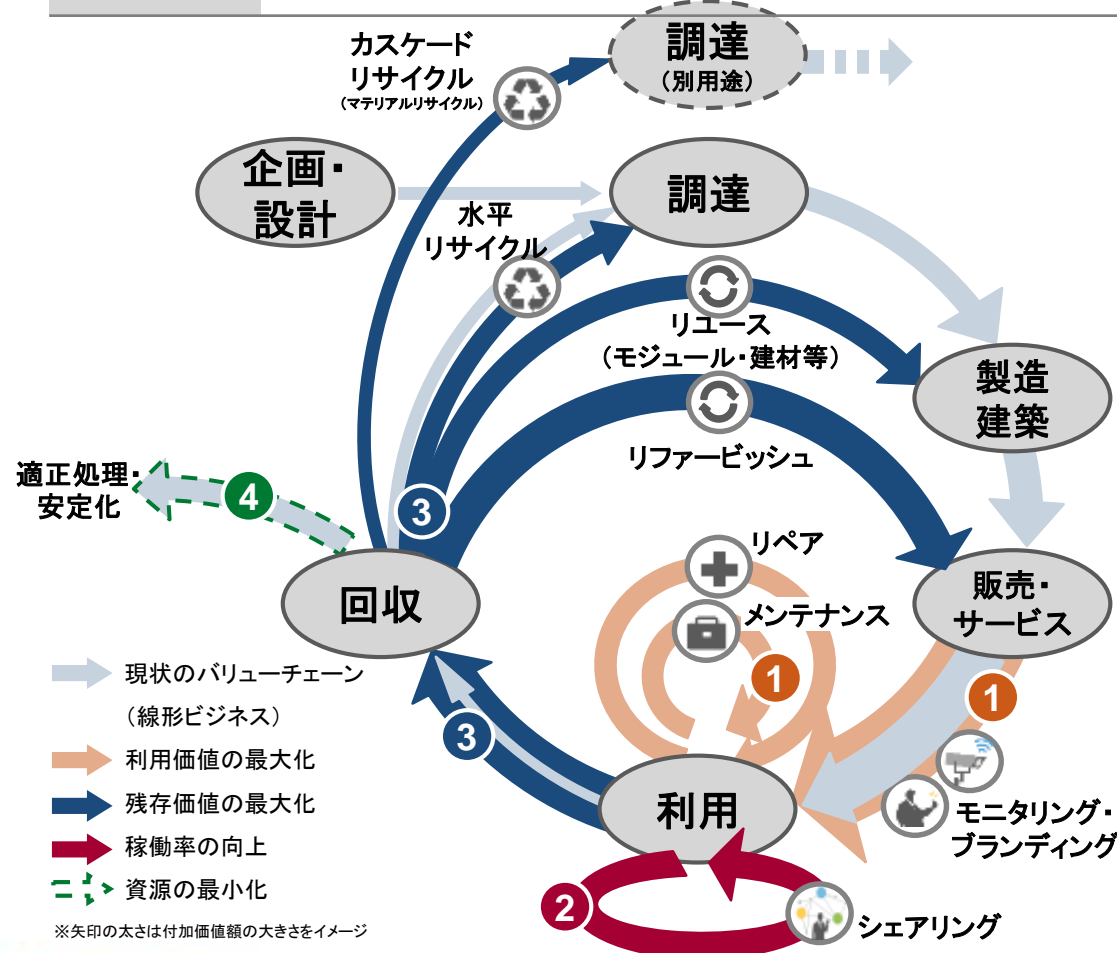 カスケード
リサイクル
（マテリアルリサイクル）
調達
（別用途）
企画・
設計
調達
水平
リサイクル
リユース
（モジュール・建材等）
製造
建築
リファービッシュ
適正処理・
安定化
4
3
回収
リペア
メンテナンス
販売・
サービス
1
1
3
利用
モニタリング・
ブランディング
2
シェアリング
現状のバリューチェーン
（線形ビジネス）
利用価値の最大化
残存価値の最大化
稼働率の向上
資源の最小化
※矢印の太さは付加価値額の大きさをイメージ